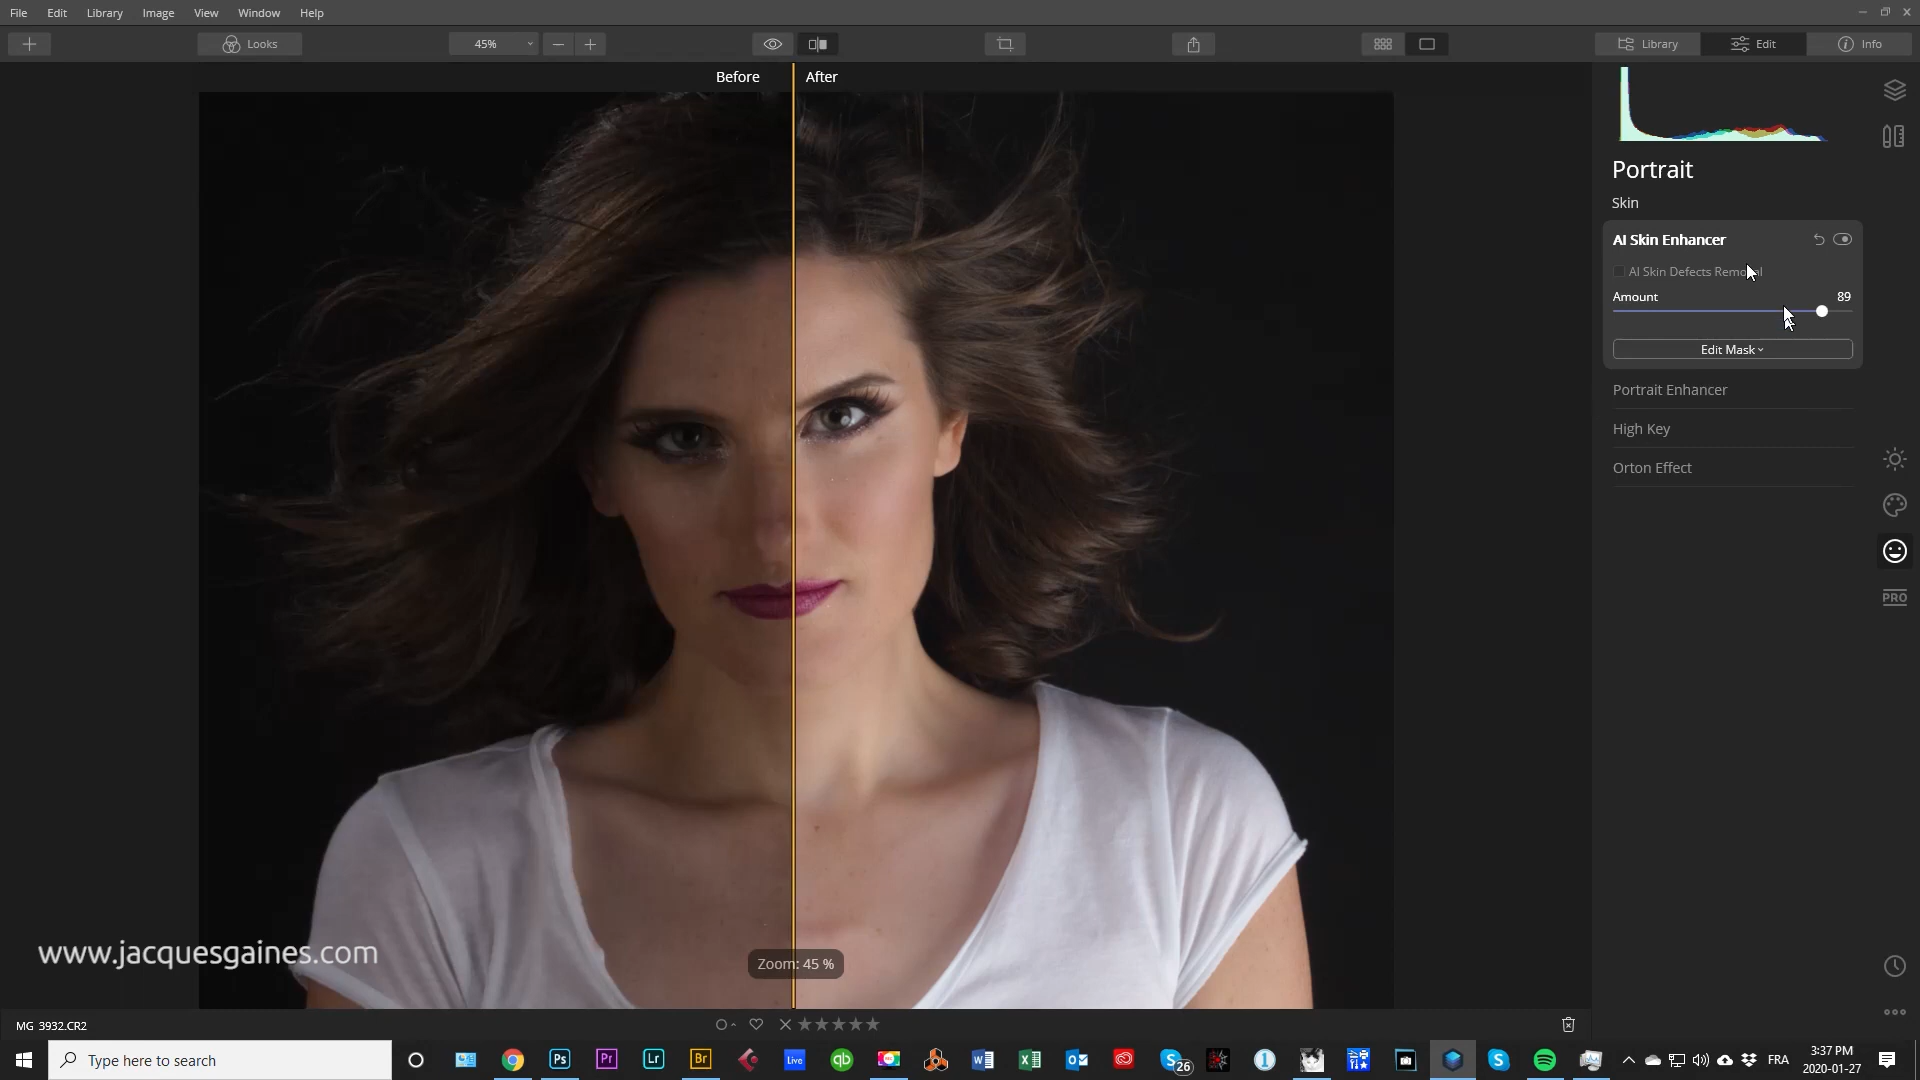 File Edit Library Image View Window Help
Looks 45% Library Edit Info
Before After
Portrait
Skin
AI Skin Enhancer
AI Skin Defects Removal
Amount 89
Edit Mask
Portrait Enhancer
High Key
Orton Effect
PRO
www.jacquesgaines.com
Zoom: 45 %
MG 3932.CR2
Type here to search
Ps Pr Lr Br Live qb 26 FRA
3:37 PM
2020-01-27